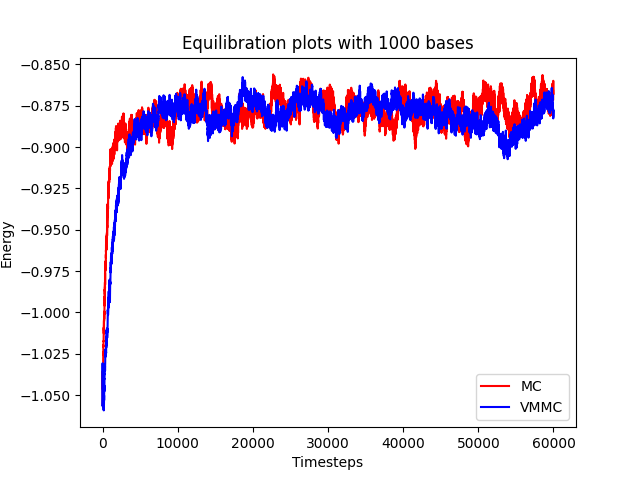 Equilibration plots with 1000 bases
−0.850
−0.875
−0.900
−0.925
−0.950
−0.975
−1.000
−1.025
−1.050
Energy
MC
VMMC
0 10000 20000 30000 40000 50000 60000
Timesteps